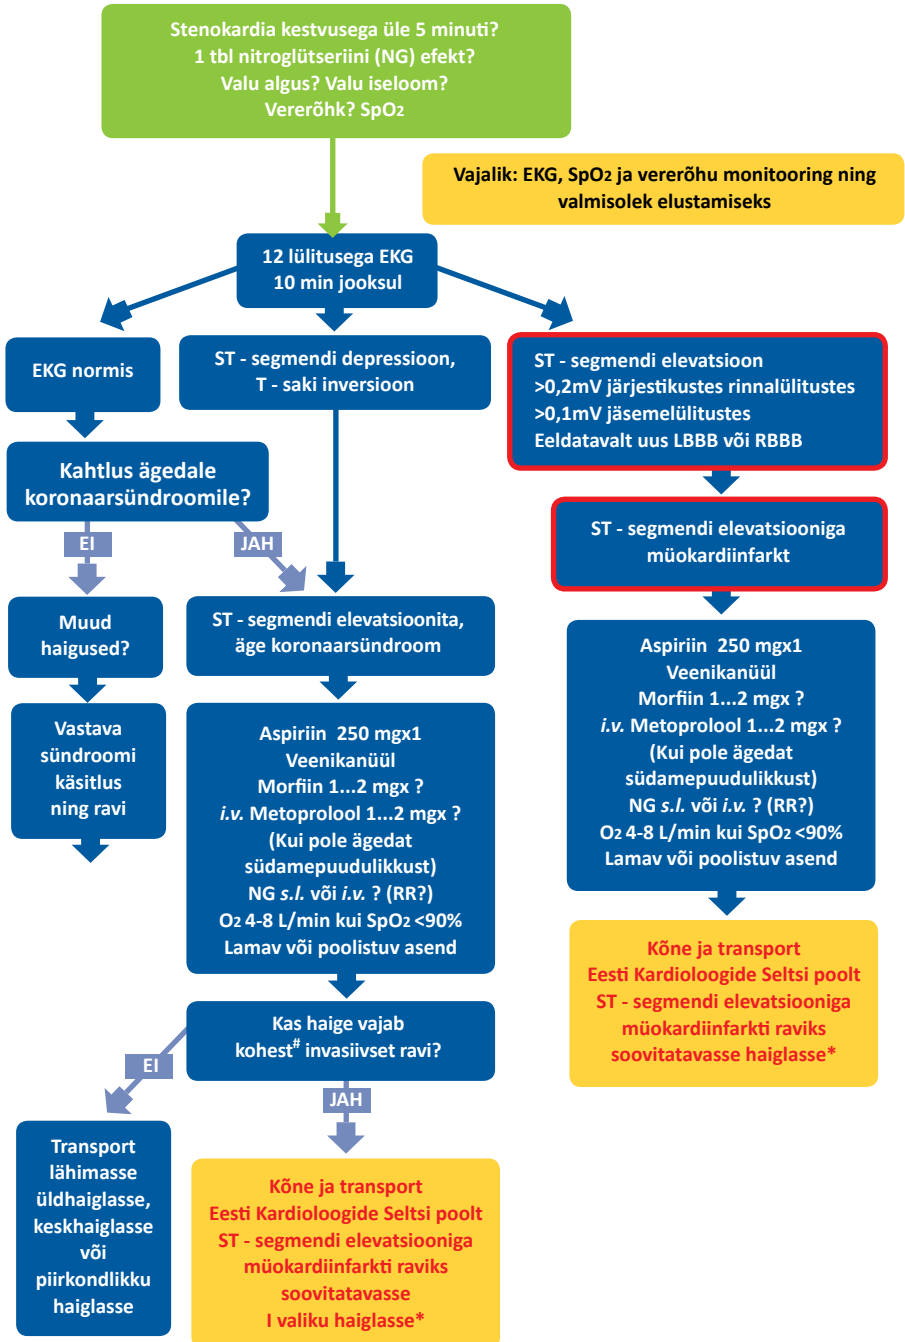 Stenokardia kestvusega üle 5 minuti?
1 tbl nitroglütseriini (NG) efekt?
Valu algus? Valu iseloom?
Vererõhk? SpO2
Vajalik: EKG, SpO2 ja vererõhu monitooring ning
valmisolek elustamiseks
12 lülitusega EKG
10 min jooksul
EKG normis
ST - segmendi depressioon,
T - saki inversioon
ST - segmendi elevatsioon
>0,2mV järjestikustes rinnalülitustes
>0,1mV jäsemelülitustes
Eeldatavalt uus LBBB või RBBB
Kahtlus ägedale
koronaarsündroomile?
EI
JAH
ST - segmendi elevatsiooniga
müokardiinfarkt
Muud
haigused?
ST - segmendi elevatsioonita,
äge koronaarsündroom
Vastava
sündroomi
käsitlus
ning ravi
Aspiriin 250 mgx1
Veenikanüül
Morfiin 1...2 mgx ?
i.v. Metoprolool 1...2 mgx ?
(Kui pole ägedat
südamepuudulikkust)
NG s.l. või i.v. ? (RR?)
O2 4-8 L/min kui SpO2 <90%
Lamav või poolistuv asend
Aspiriin 250 mgx1
Veenikanüül
Morfiin 1...2 mgx ?
i.v. Metoprolool 1...2 mgx ?
(Kui pole ägedat
südamepuudulikkust)
NG s.l. või i.v. ? (RR?)
O2 4-8 L/min kui SpO2 <90%
Lamav või poolistuv asend
Kõne ja transport
Eesti Kardioloogide Seltsi poolt
ST - segmendi elevatsiooniga
müokardiinfarkti raviks
soovitatavasse haiglasse*
Kas haige vajab
kohest# invasiivset ravi?
EI
JAH
Transport
lähimasse
üldhaiglasse,
keskhaiglasse
või
piirkondlikku
haiglasse
Kõne ja transport
Eesti Kardioloogide Seltsi poolt
ST - segmendi elevatsiooniga
müokardiinfarkti raviks
soovitatavasse
I valiku haiglasse*